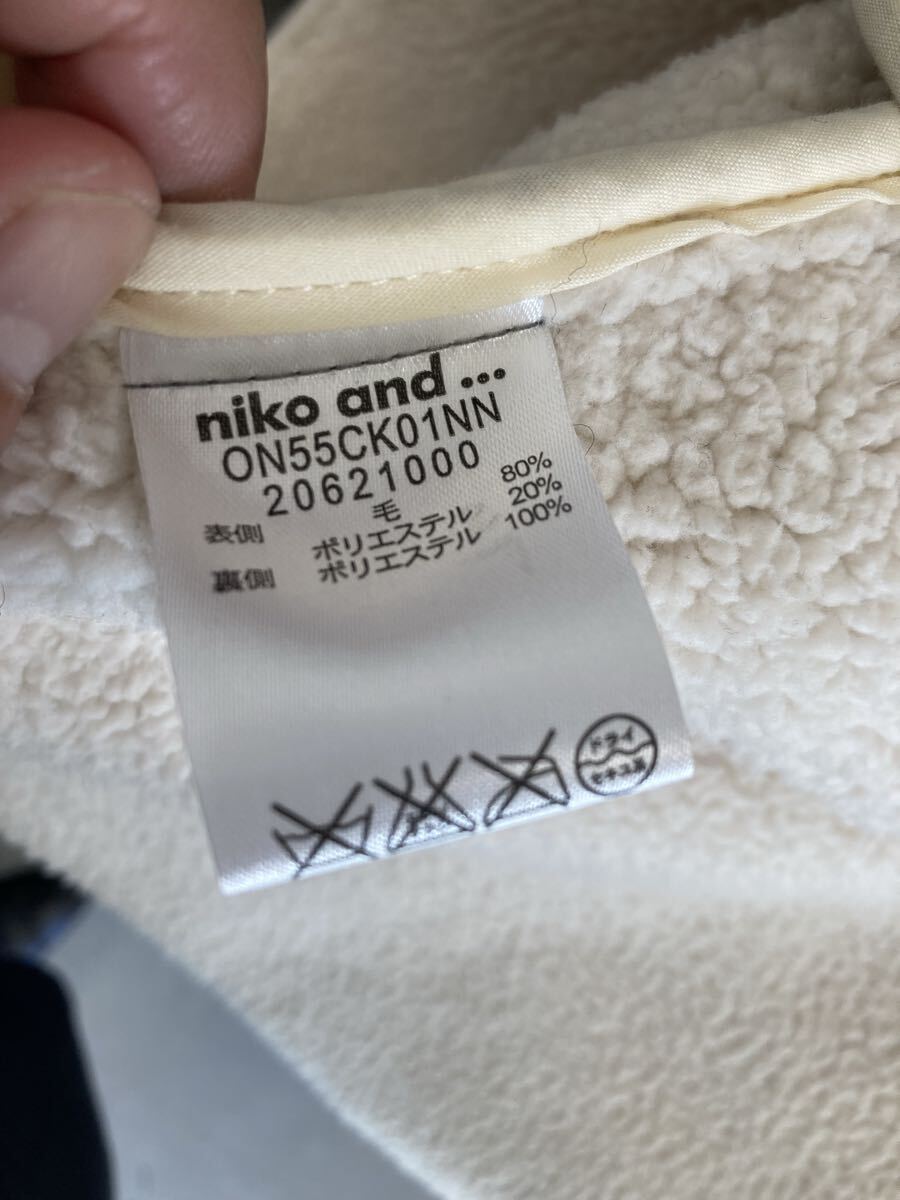 niko and ...
ON55CK01NN
20621000
表側 毛 80%
ポリエステル 20%
裏側 ポリエステル 100%
ドライ
セキユ系